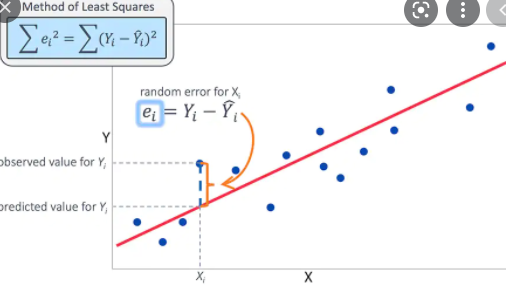 Method of Least Squares
∑ eᵢ² = ∑(Yᵢ − Ŷᵢ)²
random error for Xᵢ
eᵢ = Yᵢ − Ŷᵢ
Y
observed value for Yᵢ
predicted value for Yᵢ
Xᵢ
X